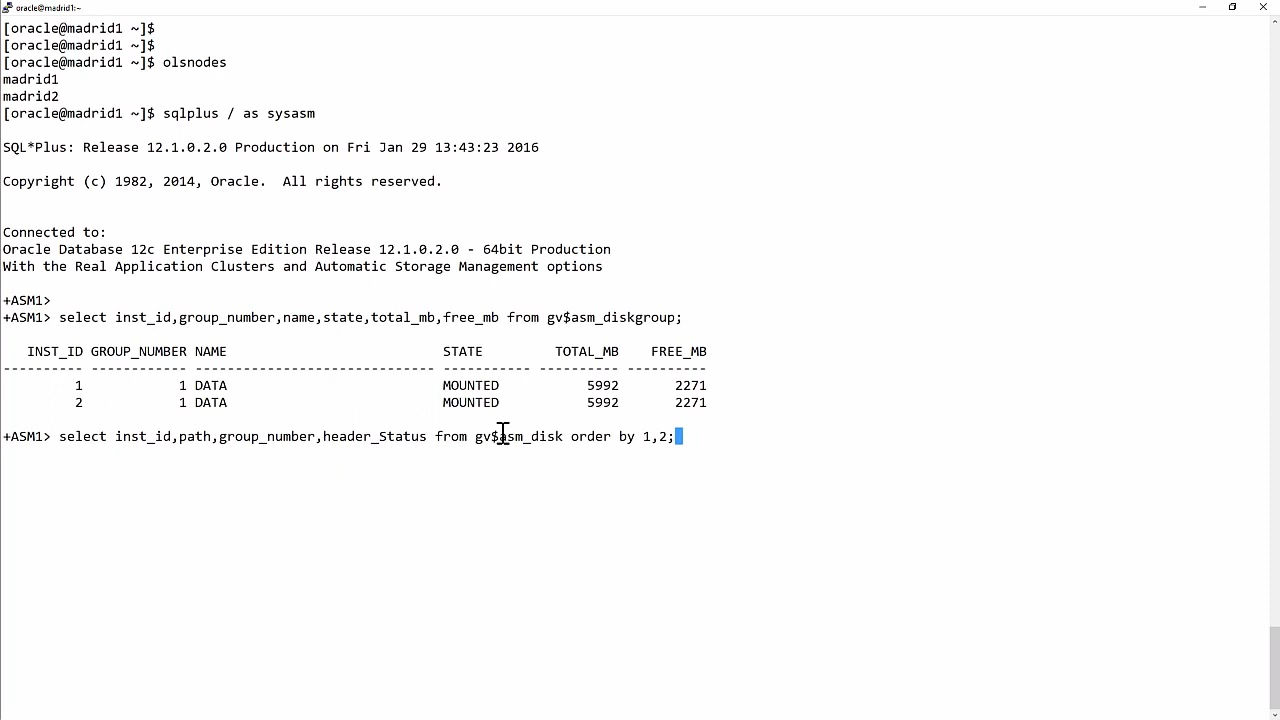 oracle@madrid1:~
[oracle@madrid1 ~]$
[oracle@madrid1 ~]$
[oracle@madrid1 ~]$ olsnodes
madrid1
madrid2
[oracle@madrid1 ~]$ sqlplus / as sysasm
SQL*Plus: Release 12.1.0.2.0 Production on Fri Jan 29 13:43:23 2016
Copyright (c) 1982, 2014, Oracle.  All rights reserved.
Connected to:
Oracle Database 12c Enterprise Edition Release 12.1.0.2.0 - 64bit Production
With the Real Application Clusters and Automatic Storage Management options
+ASM1>
+ASM1> select inst_id,group_number,name,state,total_mb,free_mb from gv$asm_diskgroup;
   INST_ID GROUP_NUMBER NAME                           STATE         TOTAL_MB    FREE_MB
---------- ------------ ------------------------------ ----------- ---------- ----------
         1            1 DATA                           MOUNTED           5992       2271
         2            1 DATA                           MOUNTED           5992       2271
+ASM1> select inst_id,path,group_number,header_Status from gv$asm_disk order by 1,2;